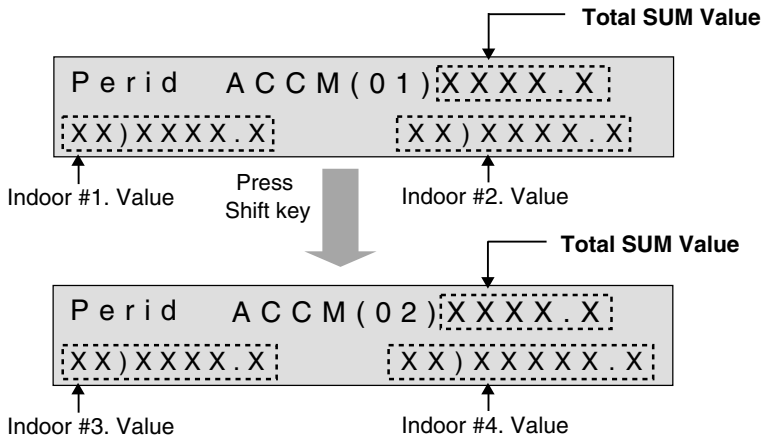 Total SUM Value
Perid ACCM(01)XXXX.X
XX)XXXX.X XX)XXXX.X
Indoor #1. Value Indoor #2. Value
Press
Shift key
Total SUM Value
Perid ACCM(02)XXXX.X
XX)XXXX.X XX)XXXXX.X
Indoor #3. Value Indoor #4. Value